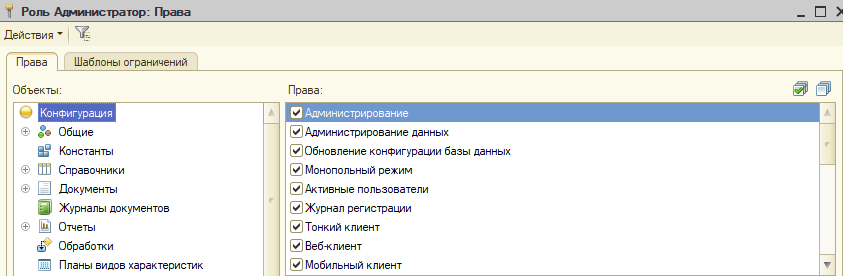 Роль Администратор: Права
Действия
Права
Шаблоны ограничений
Объекты:
Конфигурация
Общие
Константы
Справочники
Документы
Журналы документов
Отчеты
Обработки
Планы видов характеристик
Права:
Администрирование
Администрирование данных
Обновление конфигурации базы данных
Монопольный режим
Активные пользователи
Журнал регистрации
Тонкий клиент
Веб-клиент
Мобильный клиент